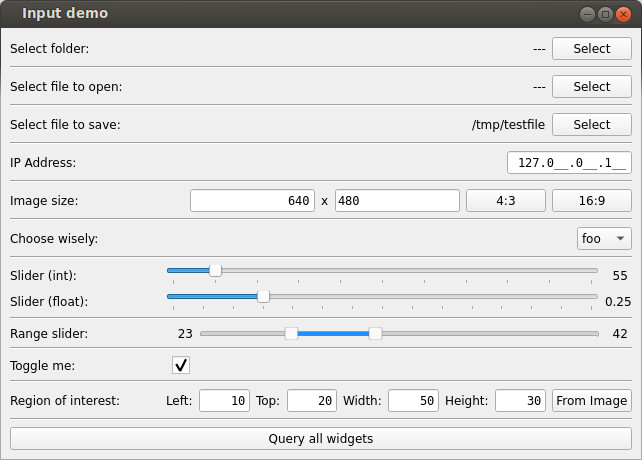 Input demo
Select folder: --- Select
Select file to open: --- Select
Select file to save: /tmp/testfile Select
IP Address: 127.0__.0__.1__
Image size: 640 x 480 4:3 16:9
Choose wisely: foo
Slider (int): 55
Slider (float): 0.25
Range slider: 23 42
Toggle me:
Region of interest: Left: 10 Top: 20 Width: 50 Height: 30 From Image
Query all widgets